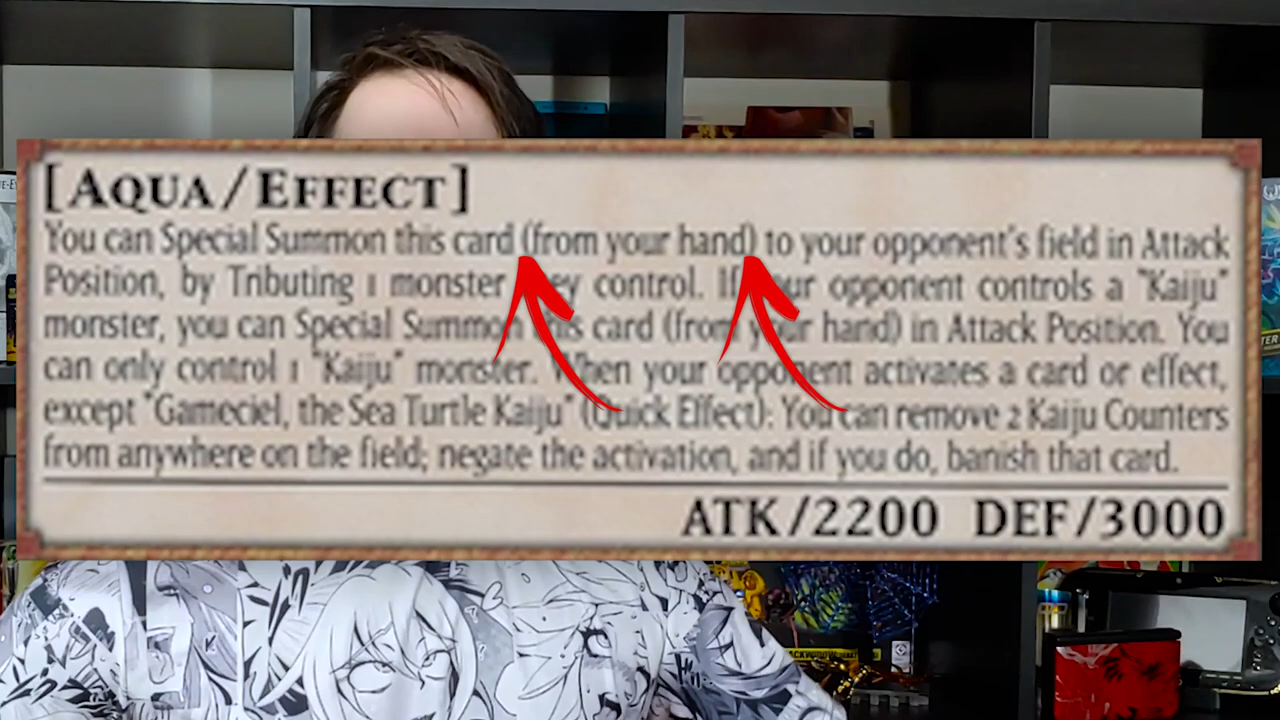 [AQUA/EFFECT]
You can Special Summon this card (from your hand) to your opponent's field in Attack
Position, by Tributing 1 monster control. If your opponent controls a "Kaiju"
monster, you can Special Summon this card (from your hand) in Attack Position. You
can only control 1 "Kaiju" monster. When your opponent activates a card or effect,
except "Gameciel, the Sea Turtle Kaiju" (Quick Effect): You can remove 2 Kaiju Counters
from anywhere on the field; negate the activation, and if you do, banish that card.
ATK/2200 DEF/3000